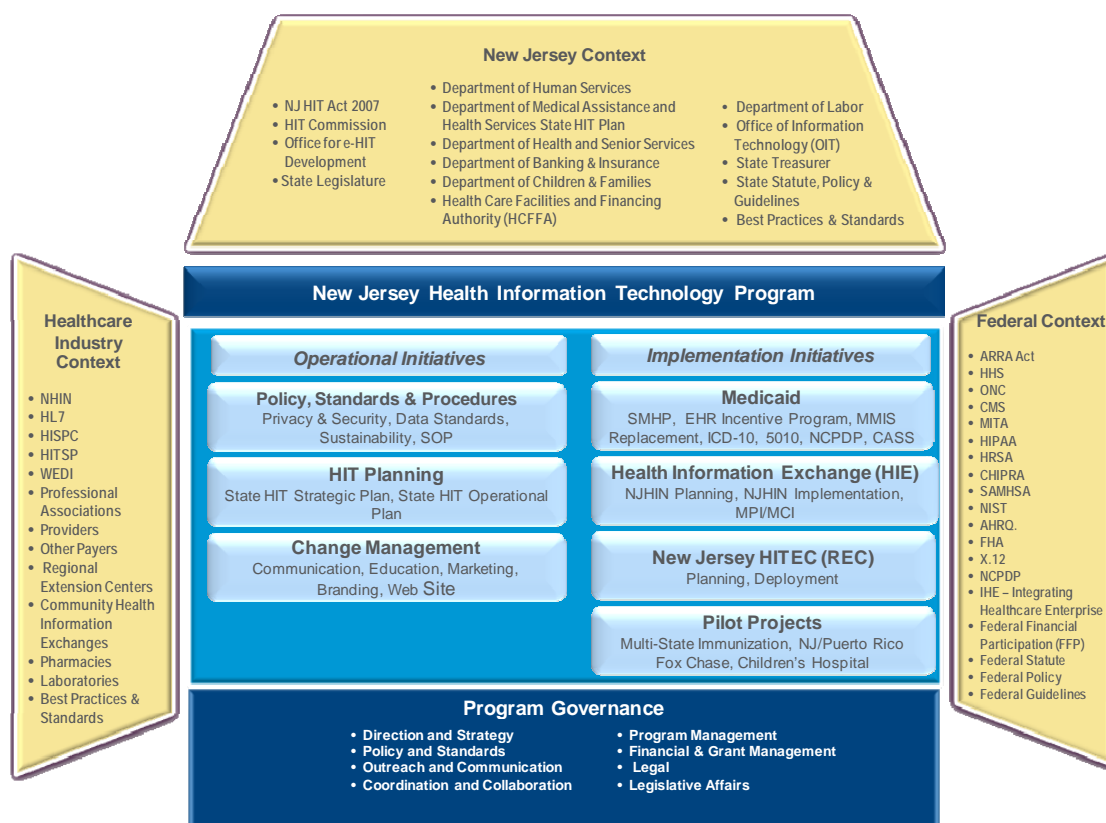 New Jersey Context
• NJ HIT Act 2007
• HIT Commission
• Office for e-HIT
Development
• State Legislature
• Department of Human Services
• Department of Medical Assistance and
Health Services State HIT Plan
• Department of Health and Senior Services
• Department of Banking & Insurance
• Department of Children & Families
• Health Care Facilities and Financing
Authority (HCFFA)
• Department of Labor
• Office of Information
Technology (OIT)
• State Treasurer
• State Statute, Policy &
Guidelines
• Best Practices & Standards
Healthcare
Industry
Context
• NHIN
• HL7
• HISPC
• HITSP
• WEDI
• Professional
Associations
• Providers
• Other Payers
• Regional
Extension Centers
• Community Health
Information
Exchanges
• Pharmacies
• Laboratories
• Best Practices &
Standards
New Jersey Health Information Technology Program
Operational Initiatives
Policy, Standards & Procedures
Privacy & Security, Data Standards,
Sustainability, SOP
HIT Planning
State HIT Strategic Plan, State HIT Operational
Plan
Change Management
Communication, Education, Marketing,
Branding, Web Site
Implementation Initiatives
Medicaid
SMHP, EHR Incentive Program, MMIS
Replacement, ICD-10, 5010, NCPDP, CASS
Health Information Exchange (HIE)
NJHIN Planning, NJHIN Implementation,
MPI/MCI
New Jersey HITEC (REC)
Planning, Deployment
Pilot Projects
Multi-State Immunization, NJ/Puerto Rico
Fox Chase, Children's Hospital
Federal Context
• ARRA Act
• HHS
• ONC
• CMS
• MITA
• HIPAA
• HRSA
• CHIPRA
• SAMHSA
• NIST
• AHRQ.
• FHA
• X.12
• NCPDP
• IHE – Integrating
Healthcare Enterprise
• Federal Financial
Participation (FFP)
• Federal Statute
• Federal Policy
• Federal Guidelines
Program Governance
• Direction and Strategy
• Policy and Standards
• Outreach and Communication
• Coordination and Collaboration
• Program Management
• Financial & Grant Management
• Legal
• Legislative Affairs